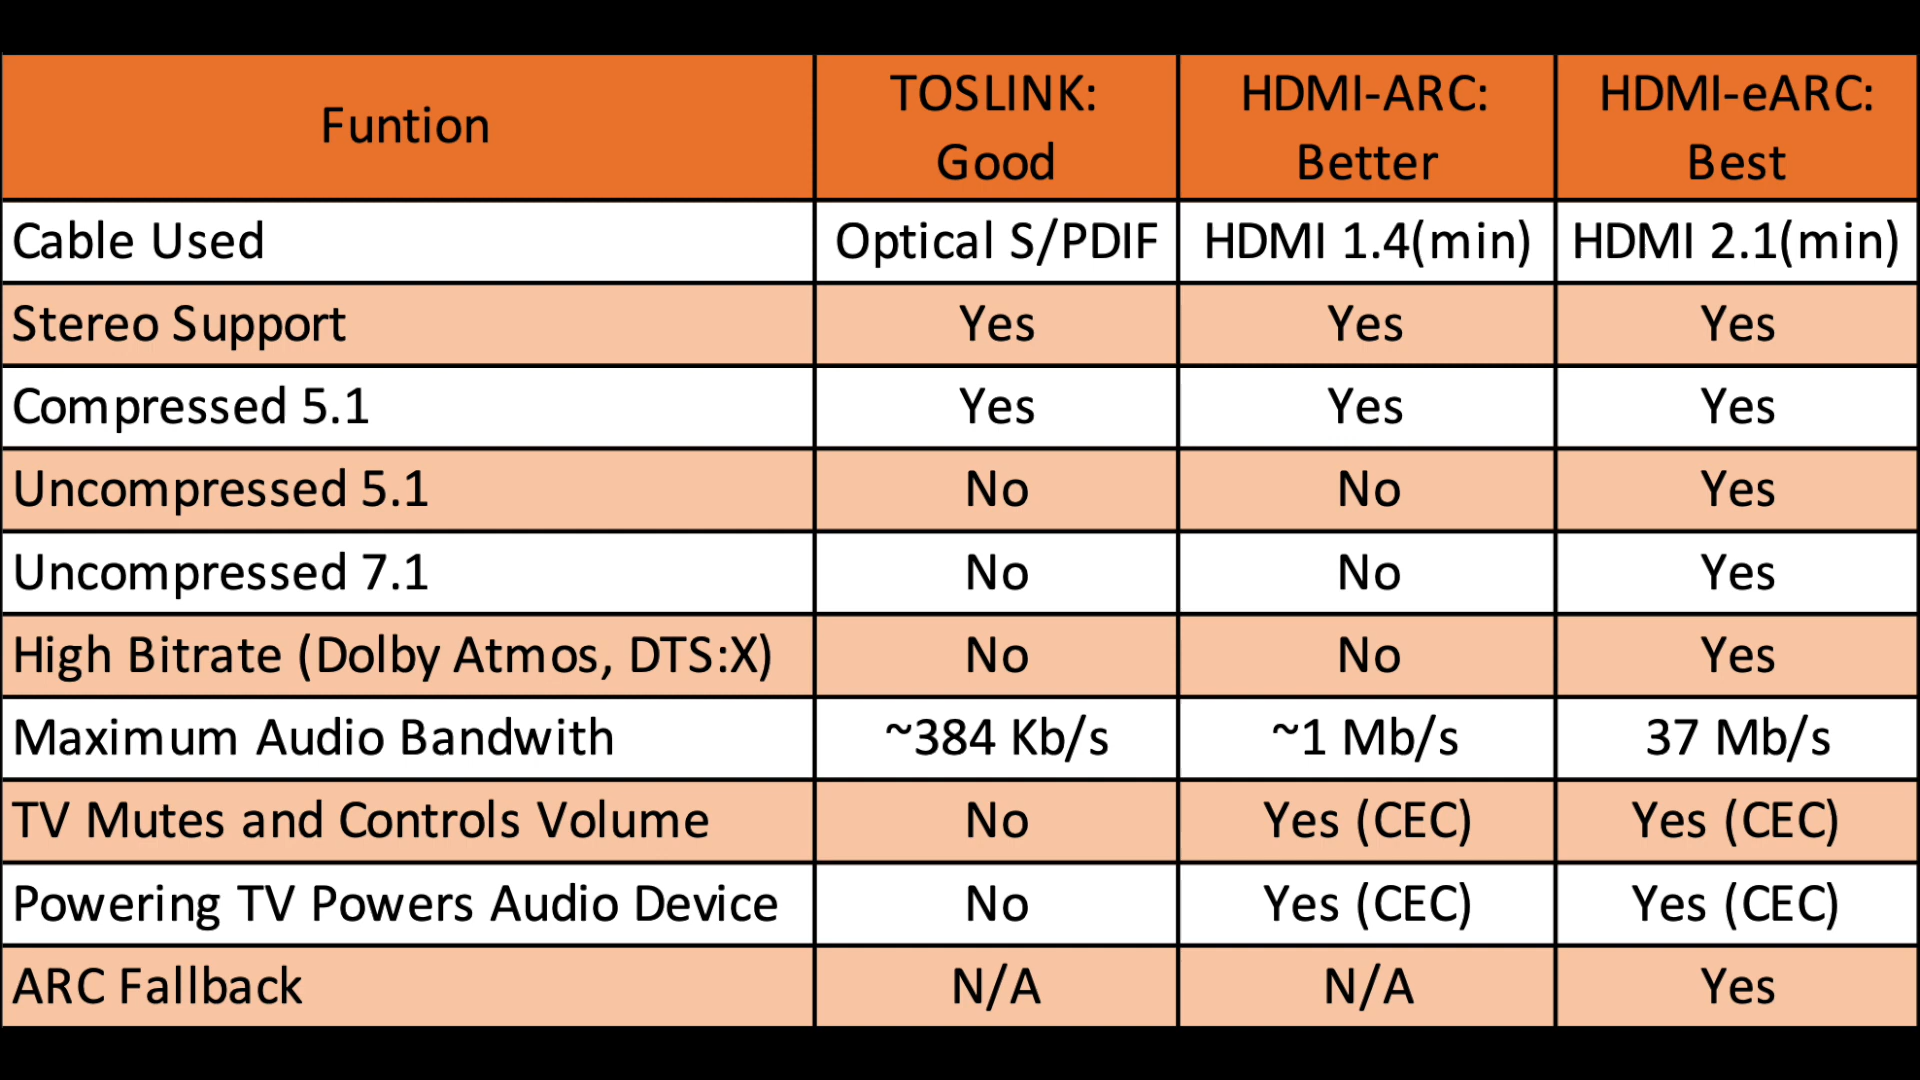 Funtion TOSLINK: Good HDMI-ARC: Better HDMI-eARC: Best
Cable Used Optical S/PDIF HDMI 1.4(min) HDMI 2.1(min)
Stereo Support Yes Yes Yes
Compressed 5.1 Yes Yes Yes
Uncompressed 5.1 No No Yes
Uncompressed 7.1 No No Yes
High Bitrate (Dolby Atmos, DTS:X) No No Yes
Maximum Audio Bandwith ~384 Kb/s ~1 Mb/s 37 Mb/s
TV Mutes and Controls Volume No Yes (CEC) Yes (CEC)
Powering TV Powers Audio Device No Yes (CEC) Yes (CEC)
ARC Fallback N/A N/A Yes